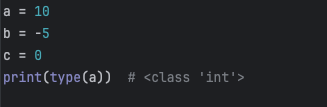 a = 10
b = -5
c = 0
print(type(a))  # <class 'int'>